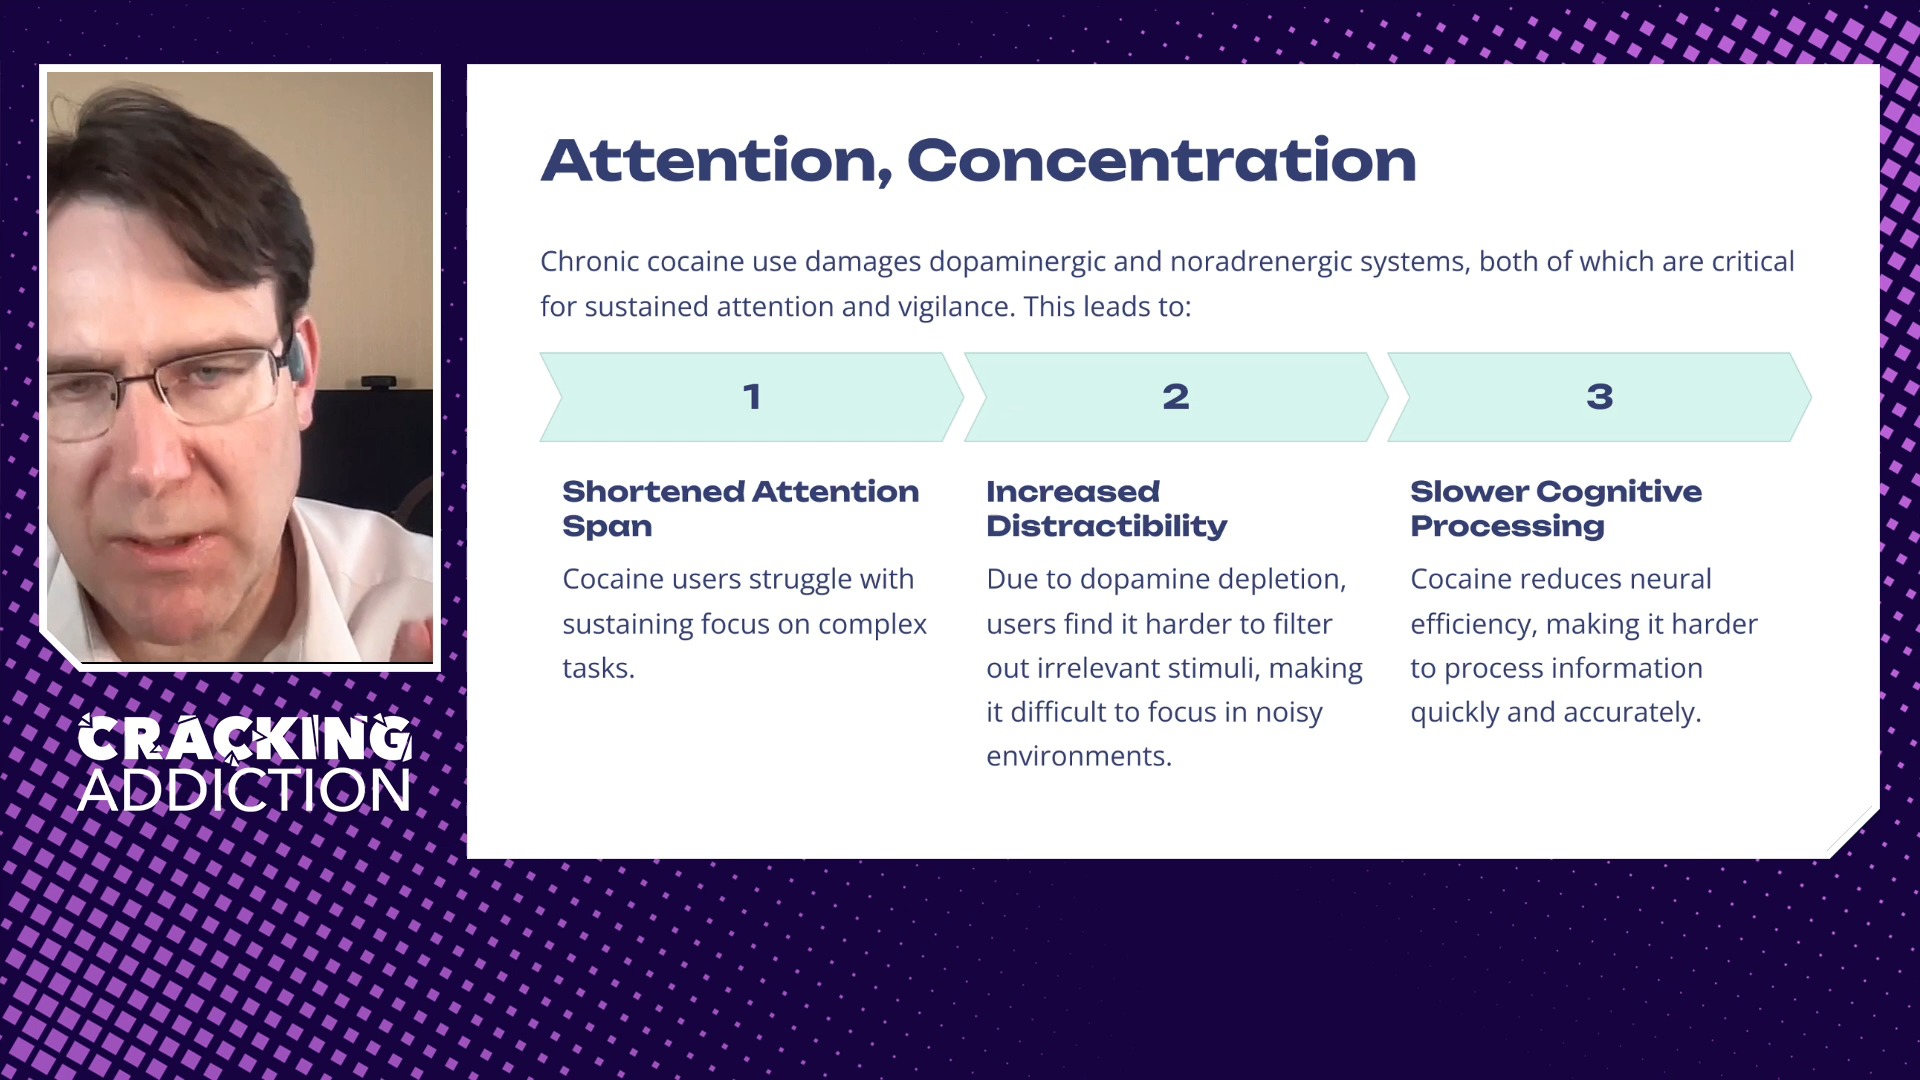 Attention, Concentration
Chronic cocaine use damages dopaminergic and noradrenergic systems, both of which are critical
for sustained attention and vigilance. This leads to:
1
Shortened Attention
Span
Cocaine users struggle with
sustaining focus on complex
tasks.
2
Increased
Distractibility
Due to dopamine depletion,
users find it harder to filter
out irrelevant stimuli, making
it difficult to focus in noisy
environments.
3
Slower Cognitive
Processing
Cocaine reduces neural
efficiency, making it harder
to process information
quickly and accurately.
CRACKING
ADDICTION